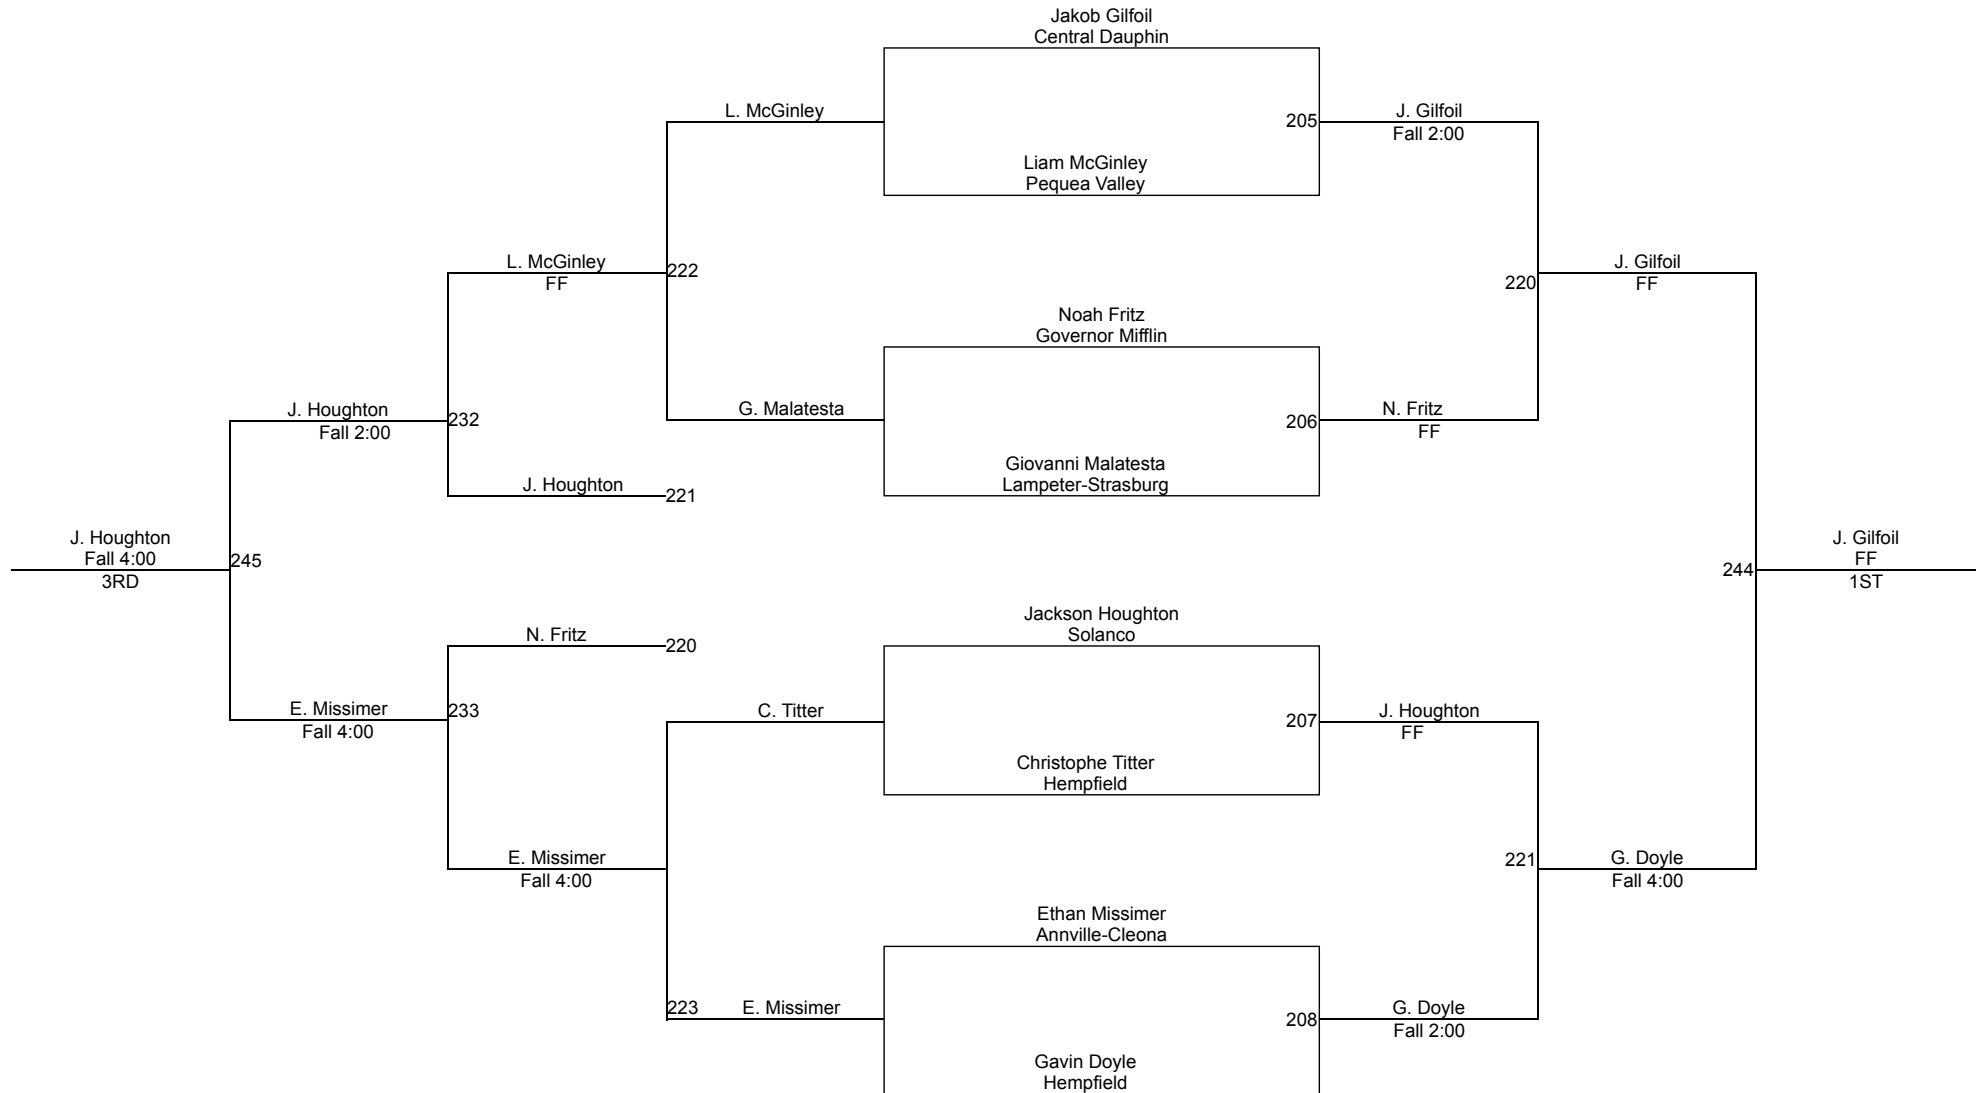 Jakob Gilfoil
Central Dauphin
L. McGinley
205
J. Gilfoil
Fall 2:00
Liam McGinley
Pequea Valley
L. McGinley
FF
222
220
J. Gilfoil
FF
Noah Fritz
Governor Mifflin
J. Houghton
Fall 2:00
232
G. Malatesta
206
N. Fritz
FF
Giovanni Malatesta
Lampeter-Strasburg
J. Houghton
221
J. Houghton
Fall 4:00
3RD
245
244
J. Gilfoil
FF
1ST
Jackson Houghton
Solanco
N. Fritz
220
E. Missimer
Fall 4:00
233
C. Titter
207
J. Houghton
FF
Christophe Titter
Hempfield
E. Missimer
Fall 4:00
221
G. Doyle
Fall 4:00
Ethan Missimer
Annville-Cleona
223
E. Missimer
208
G. Doyle
Fall 2:00
Gavin Doyle
Hempfield